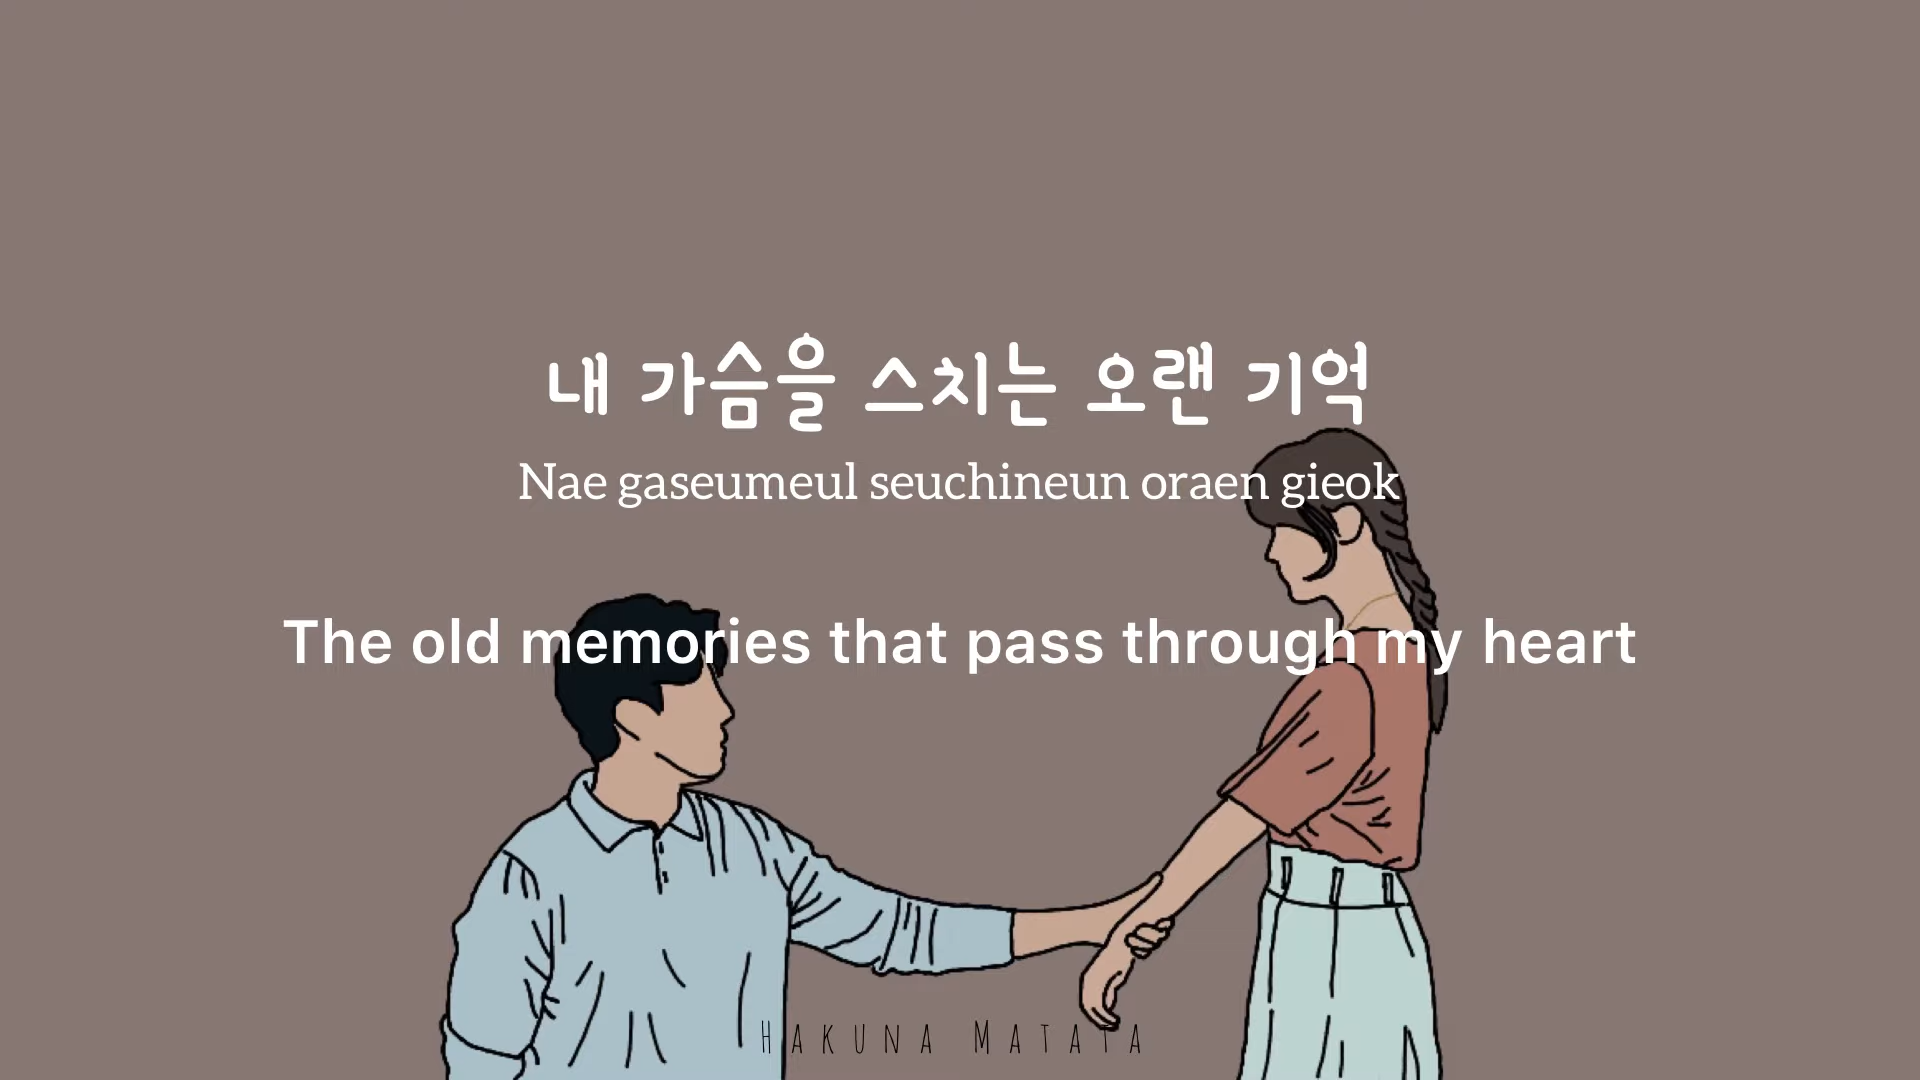 내 가슴을 스치는 오랜 기억
Nae gaseumeul seuchineun oraen gieok
The old memories that pass through my heart
HAKUNA MATATA